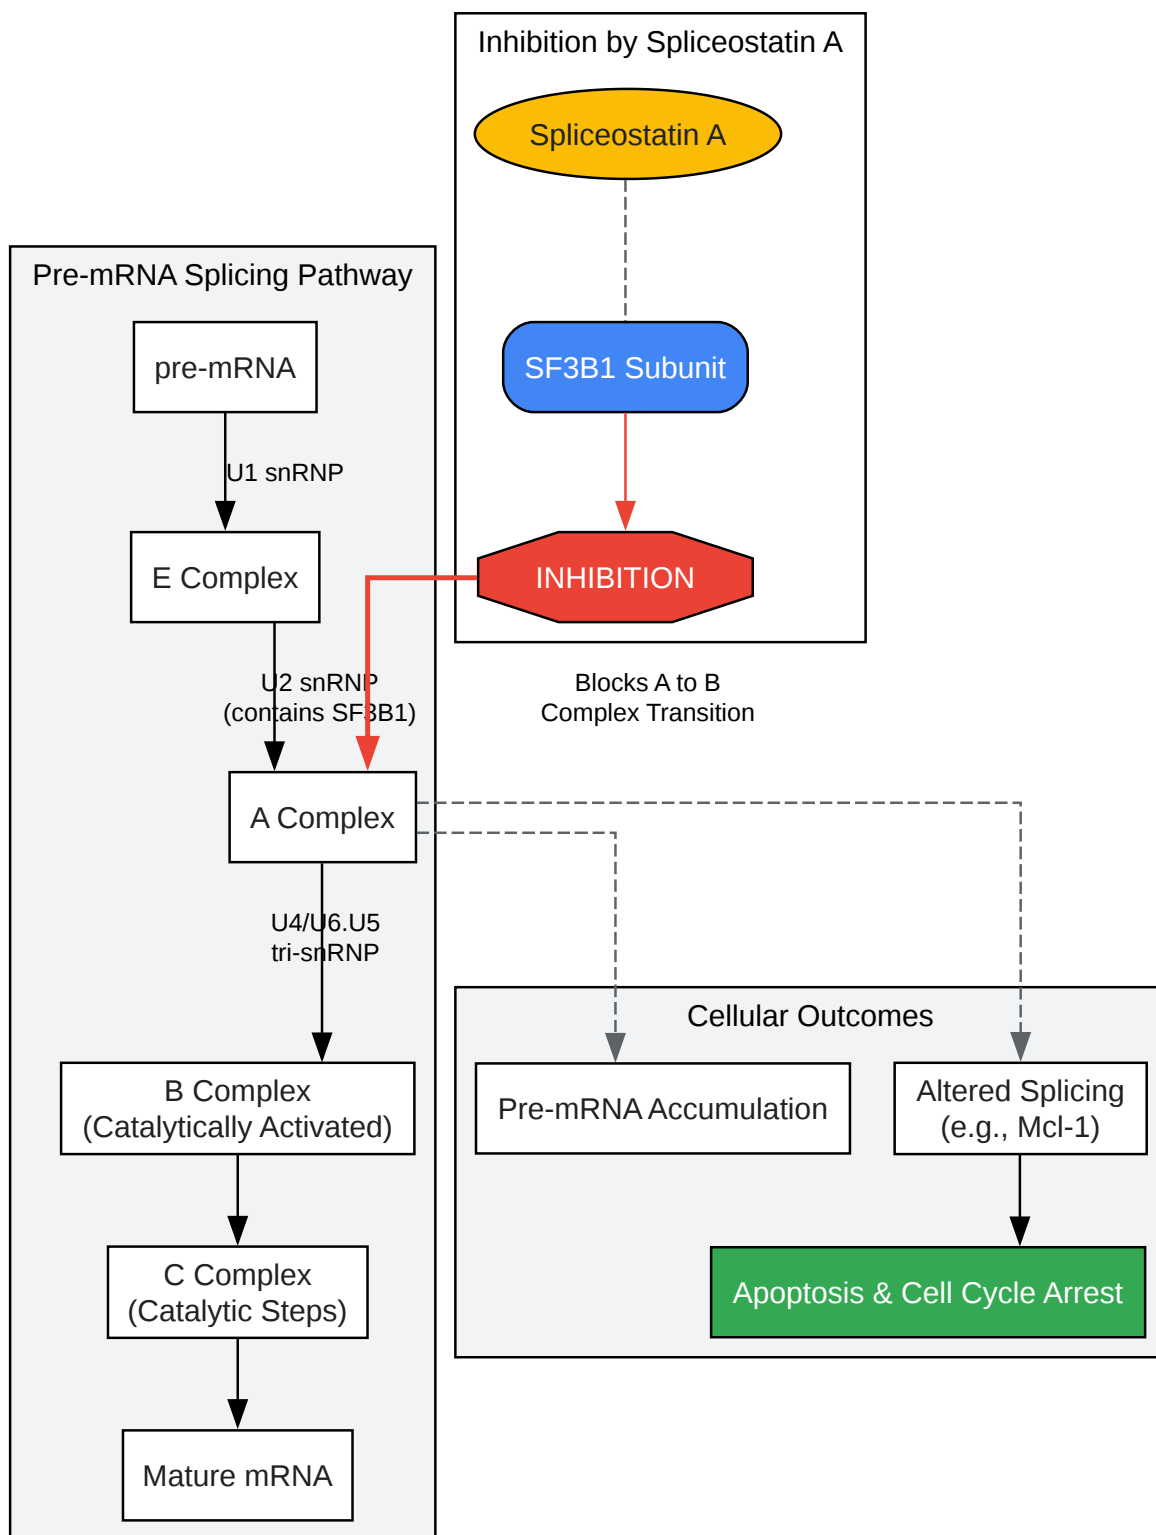 Inhibition by Spliceostatin A
Spliceostatin A
SF3B1 Subunit
INHIBITION
Blocks A to B
Complex Transition
Pre-mRNA Splicing Pathway
pre-mRNA
U1 snRNP
E Complex
U2 snRNP
(contains SF3B1)
A Complex
U4/U6.U5
tri-snRNP
B Complex
(Catalytically Activated)
C Complex
(Catalytic Steps)
Mature mRNA
Cellular Outcomes
Pre-mRNA Accumulation
Altered Splicing
(e.g., Mcl-1)
Apoptosis & Cell Cycle Arrest